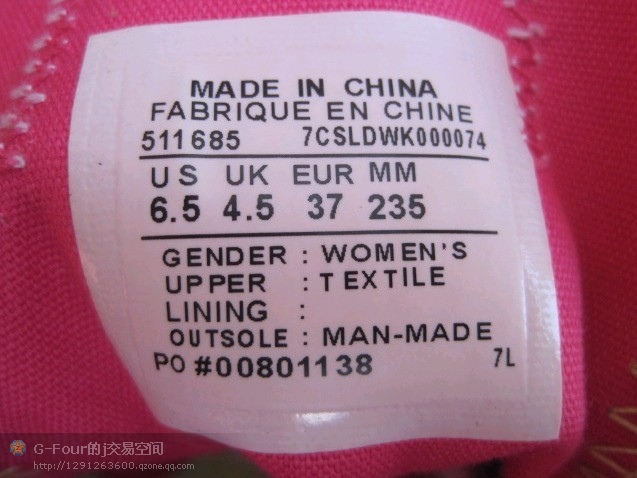 MADE IN CHINA
FABRIQUE EN CHINE
511685 7CSLDWK000074
US UK EUR MM
6.5 4.5 37 235
GENDER : WOMEN'S
UPPER : TEXTILE
LINING :
OUTSOLE : MAN-MADE
PO #00801138 7L
G-Four的j交易空间
http://1291263600.qzone.qq.com